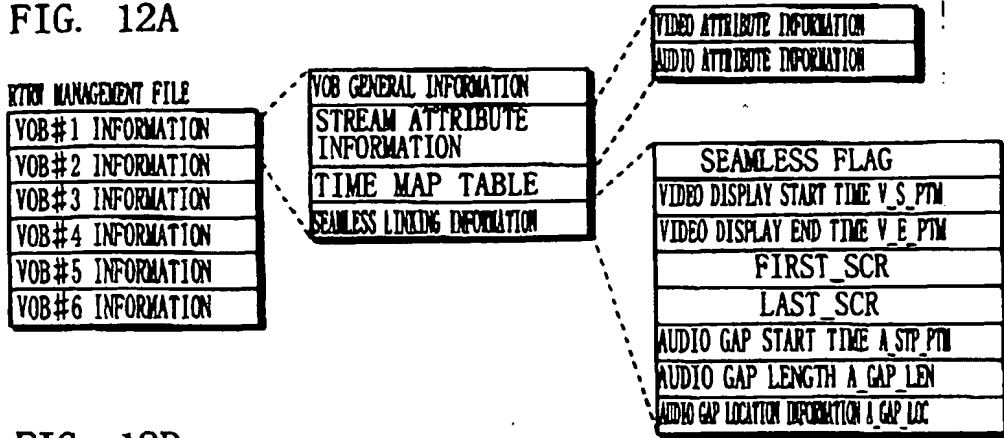 FIG. 12A
RTRW MANAGEMENT FILE
VOB#1 INFORMATION
VOB#2 INFORMATION
VOB#3 INFORMATION
VOB#4 INFORMATION
VOB#5 INFORMATION
VOB#6 INFORMATION
VOB GENERAL INFORMATION
STREAM ATTRIBUTE
INFORMATION
TIME MAP TABLE
SEAMLESS LINKING INFORMATION
VIDEO ATTRIBUTE INFORMATION
AUDIO ATTRIBUTE INFORMATION
SEAMLESS FLAG
VIDEO DISPLAY START TIME V_S_PTM
VIDEO DISPLAY END TIME V_E_PTM
FIRST_SCR
LAST_SCR
AUDIO GAP START TIME A_STP_PTM
AUDIO GAP LENGTH A_GAP_LEN
AUDIO GAP LOCATION INFORMATION A_GAP_LOC